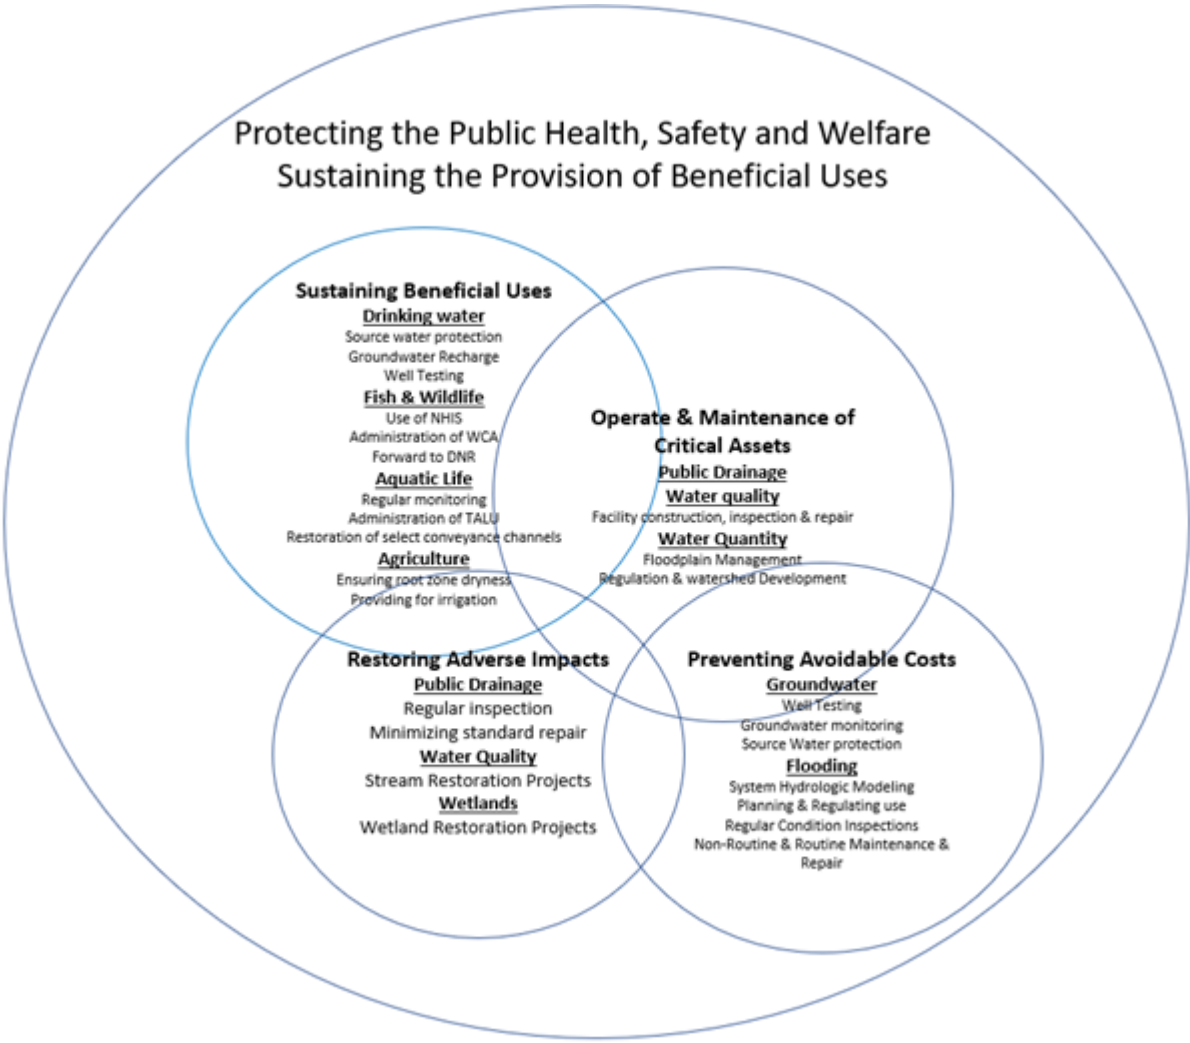 Protecting the Public Health, Safety and Welfare
Sustaining the Provision of Beneficial Uses
Sustaining Beneficial Uses
Drinking water
Source water protection
Groundwater Recharge
Well Testing
Fish & Wildlife
Use of NHIS
Administration of WCA
Forward to DNR
Aquatic Life
Regular monitoring
Administration of TALU
Restoration of select conveyance channels
Agriculture
Ensuring root zone dryness
Providing for irrigation
Operate & Maintenance of
Critical Assets
Public Drainage
Water quality
Facility construction, inspection & repair
Water Quantity
Floodplain Management
Regulation & watershed Development
Restoring Adverse Impacts
Public Drainage
Regular inspection
Minimizing standard repair
Water Quality
Stream Restoration Projects
Wetlands
Wetland Restoration Projects
Preventing Avoidable Costs
Groundwater
Well Testing
Groundwater monitoring
Source Water protection
Flooding
System Hydrologic Modeling
Planning & Regulating use
Regular Condition Inspections
Non-Routine & Routine Maintenance &
Repair